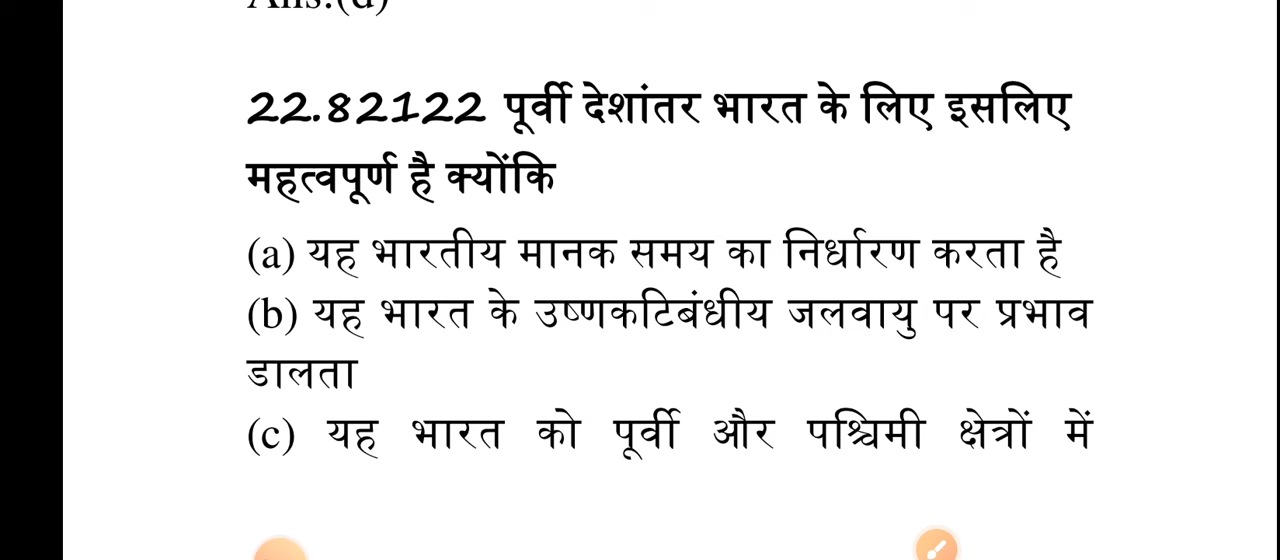 Ans.(d)
22.82122 पूर्वी देशांतर भारत के लिए इसलिए
महत्वपूर्ण है क्योंकि
(a) यह भारतीय मानक समय का निर्धारण करता है
(b) यह भारत के उष्णकटिबंधीय जलवायु पर प्रभाव
डालता
(c) यह भारत को पूर्वी और पश्चिमी क्षेत्रों में